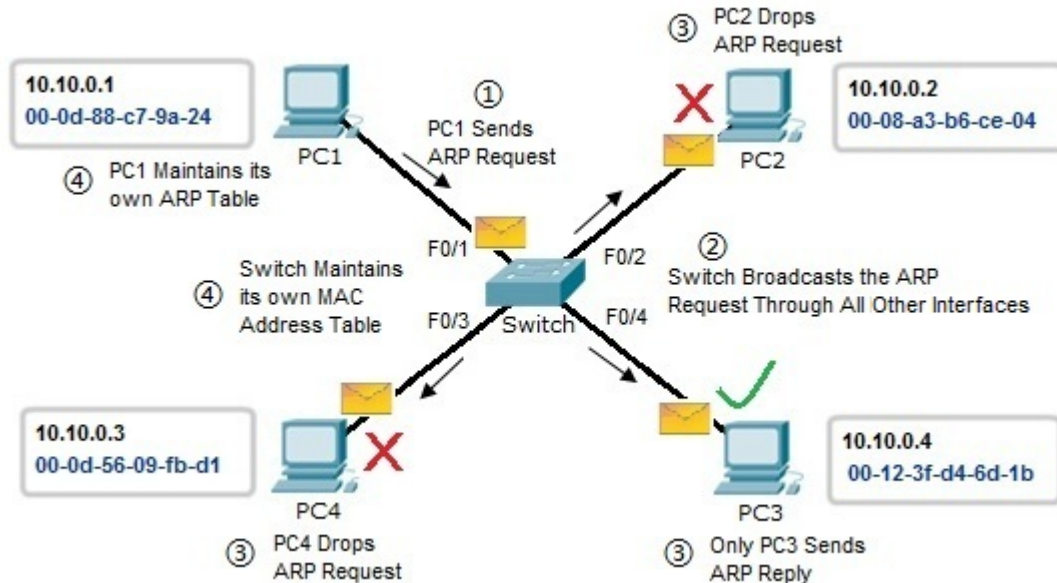 ③ PC2 Drops
ARP Request
10.10.0.1
00-0d-88-c7-9a-24
PC1
①
PC1 Sends
ARP Request
PC2
10.10.0.2
00-08-a3-b6-ce-04
④ PC1 Maintains its
own ARP Table
F0/1
F0/2
②
Switch Broadcasts the ARP
Request Through All Other Interfaces
④ Switch Maintains
its own MAC
Address Table
F0/3
Switch
F0/4
10.10.0.3
00-0d-56-09-fb-d1
PC4
10.10.0.4
00-12-3f-d4-6d-1b
PC3
③ PC4 Drops
ARP Request
③ Only PC3 Sends
ARP Reply